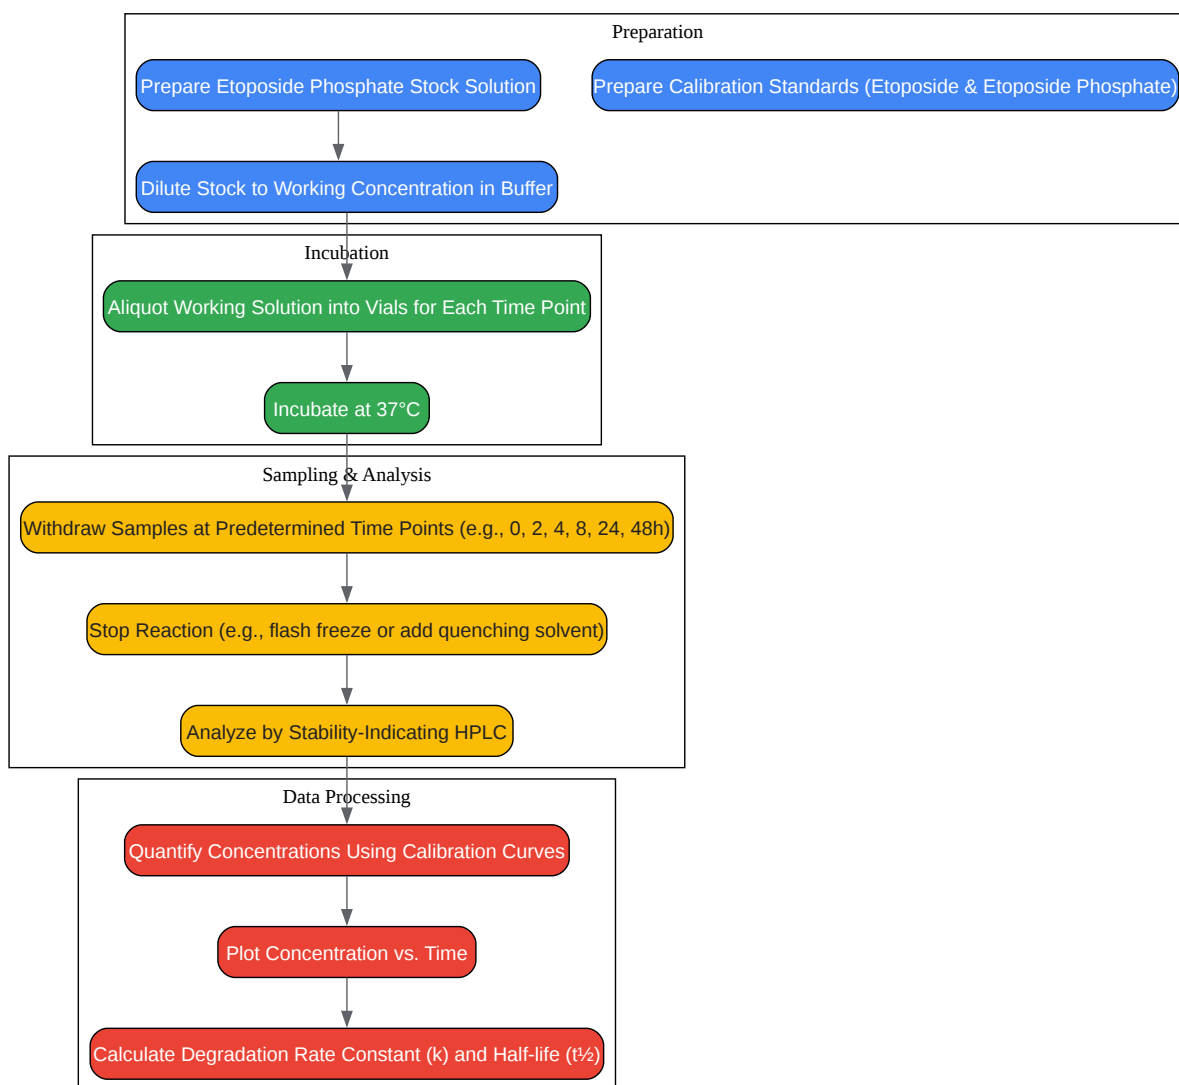 Preparation
Prepare Etoposide Phosphate Stock Solution
Prepare Calibration Standards (Etoposide & Etoposide Phosphate)
Dilute Stock to Working Concentration in Buffer
Incubation
Aliquot Working Solution into Vials for Each Time Point
Incubate at 37°C
Sampling & Analysis
Withdraw Samples at Predetermined Time Points (e.g., 0, 2, 4, 8, 24, 48h)
Stop Reaction (e.g., flash freeze or add quenching solvent)
Analyze by Stability-Indicating HPLC
Data Processing
Quantify Concentrations Using Calibration Curves
Plot Concentration vs. Time
Calculate Degradation Rate Constant (k) and Half-life (t½)